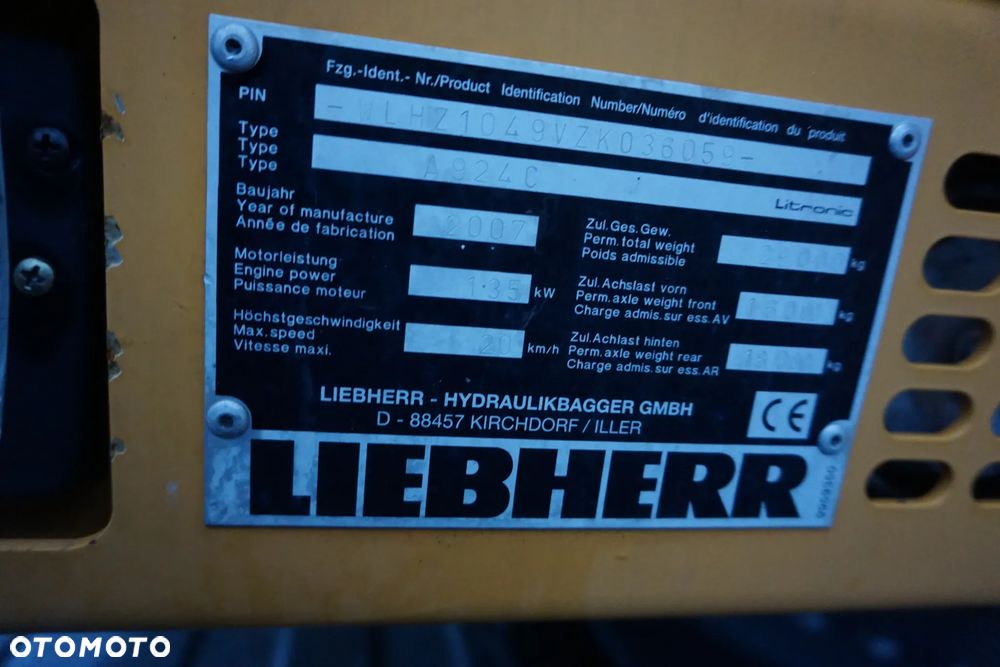 Fzg.-Ident.- Nr./Product Identification Number/Numéro d'identification du produit
PIN -WLHZ1049VZK036059-
Type
Type A924C
Type Litronic
Baujahr
Year of manufacture 2007
Année de fabrication
Motorleistung
Engine power 135 kW
Puissance moteur
Höchstgeschwindigkeit
Max.speed 20 km/h
Vitesse maxi.
Zul.Ges.Gew.
Perm.total weight kg
Poids admissible
Zul.Achslast vorn
Perm.axle weight front kg
Charge admis.sur ess.AV
Zul.Achlast hinten
Perm.axle weight rear kg
Charge admis.sur ess.AR
LIEBHERR - HYDRAULIKBAGGER GMBH
D - 88457 KIRCHDORF / ILLER
CE
LIEBHERR
OTOMOTO